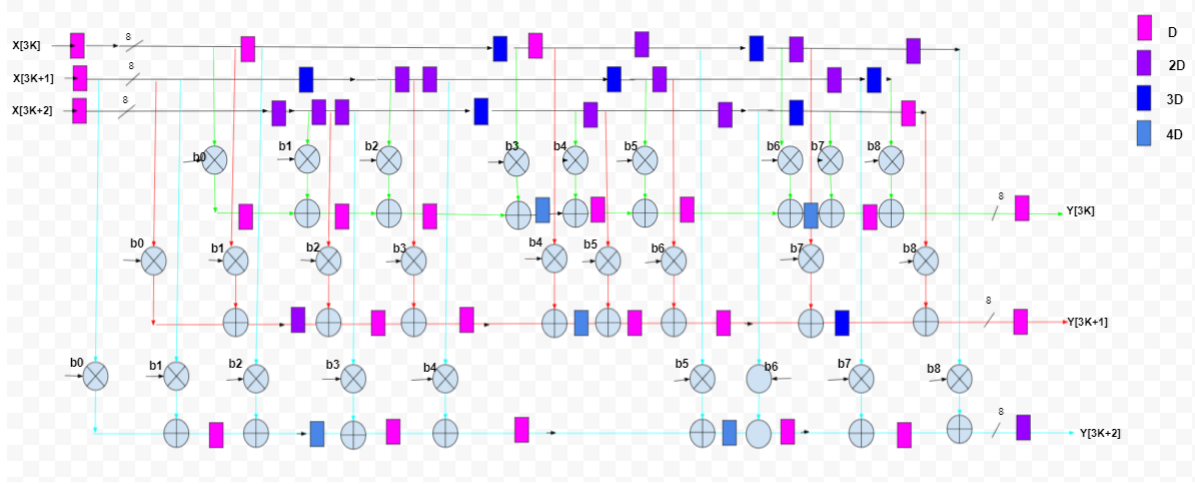 X[3K] 8 D
X[3K+1] 8 2D
X[3K+2] 8 3D
4D
b0 b1 b2 b3 b4 b5 b6 b7 b8
8 Y[3K]
b0 b1 b2 b3 b4 b5 b6 b7 b8
8 Y[3K+1]
b0 b1 b2 b3 b4 b5 b6 b7 b8
8 Y[3K+2]